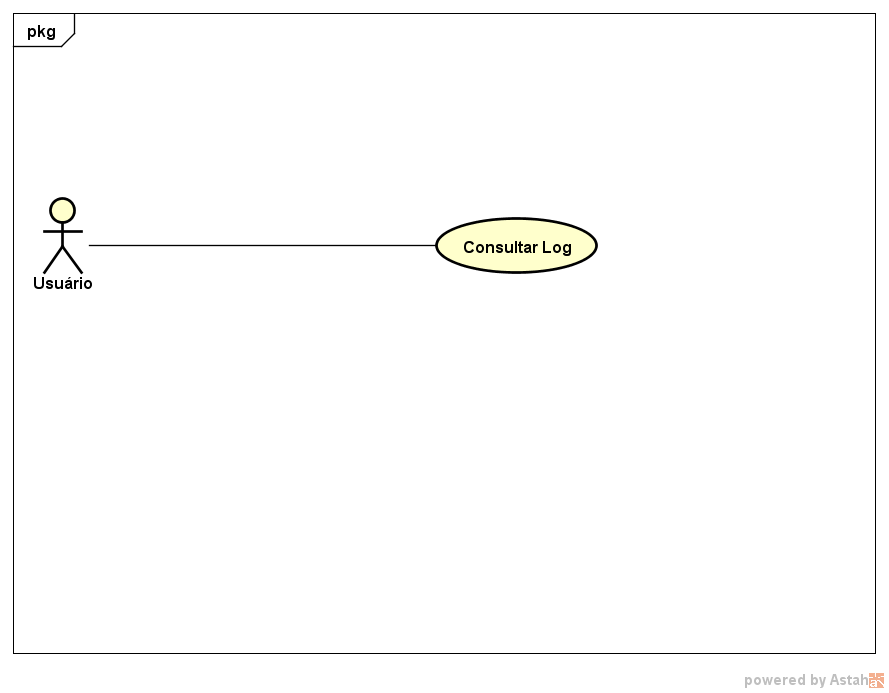 pkg
Consultar Log
Usuário
powered by Astah